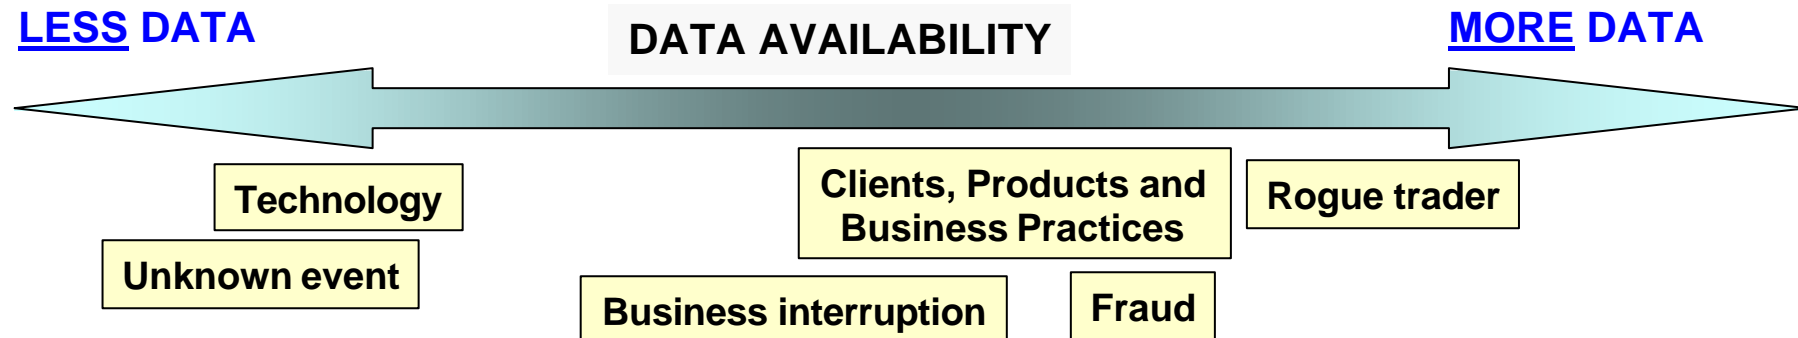 LESS DATA
DATA AVAILABILITY
MORE DATA
Technology
Clients, Products and
Business Practices
Rogue trader
Unknown event
Business interruption
Fraud